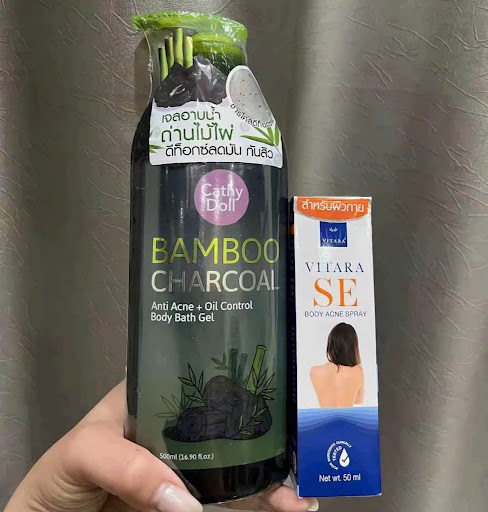 เจลอาบน้ำ
ถ่านไม้ไผ่
ดีท็อกซ์ลดมัน กันสิว
Cathy
Doll
BAMBOO
CHARCOAL
Anti Acne + Oil Control
Body Bath Gel
500ml (16.90 fl.oz.)
สำหรับผิวกาย
VITARA
VITARA
SE
BODY ACNE SPRAY
TESTED
Net wt. 50 ml